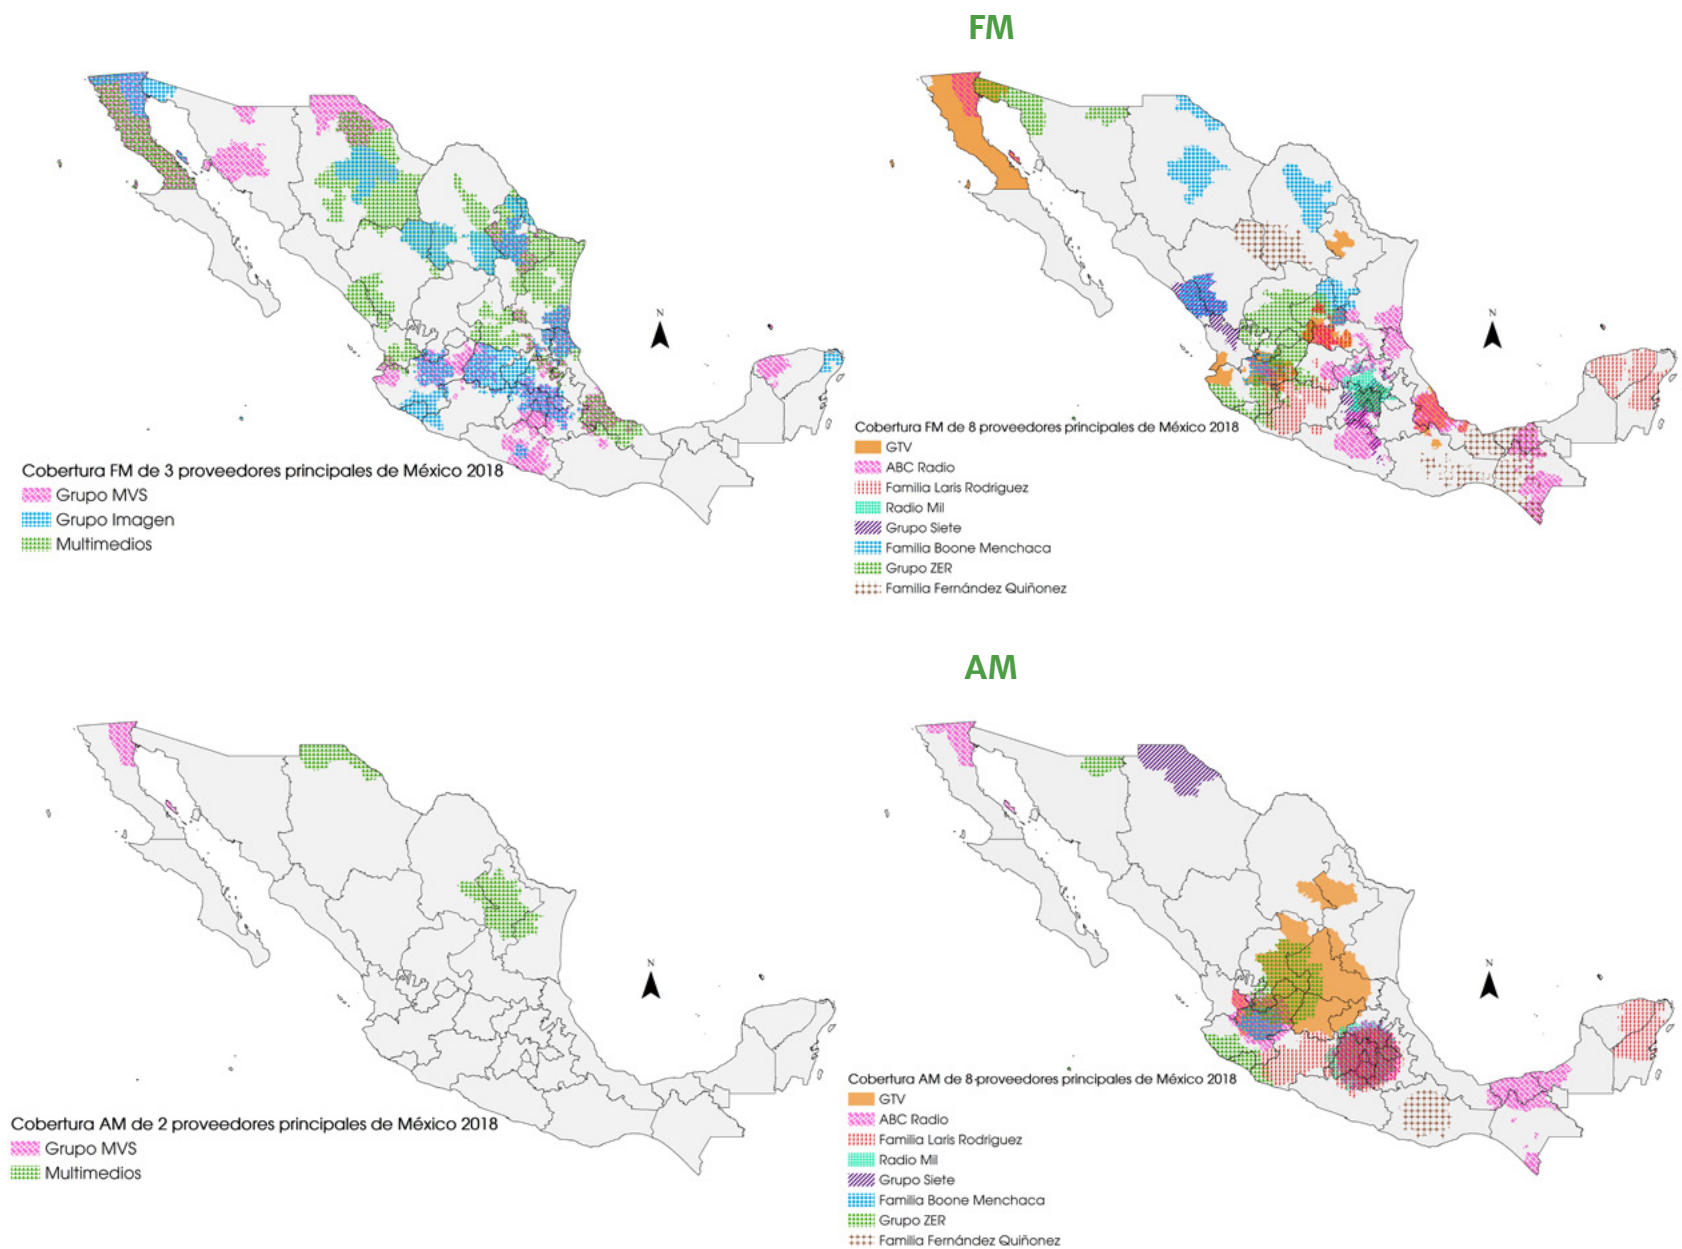 FM
N
Cobertura FM de 3 proveedores principales de México 2018
Grupo MVS
Grupo Imagen
Multimedios
N
Cobertura FM de 8 proveedores principales de México 2018
GTV
ABC Radio
Familia Laris Rodriguez
Radio Mil
Grupo Siete
Familia Boone Menchaca
Grupo ZER
Familia Fernández Quiñonez
AM
N
Cobertura AM de 2 proveedores principales de México 2018
Grupo MVS
Multimedios
N
Cobertura AM de 8-proveedores principales de México 2018
GTV
ABC Radio
Familia Laris Rodriguez
Radio Mil
Grupo Siete
Familia Boone Menchaca
Grupo ZER
Familia Fernández Quiñonez